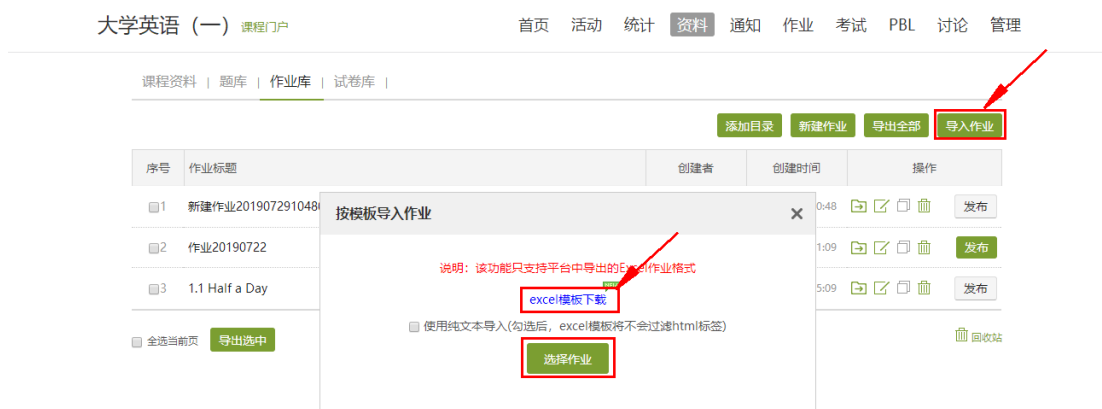 大学英语（一） 课程门户 首页 活动 统计 资料 通知 作业 考试 PBL 讨论 管理
课程资料 | 题库 | 作业库 | 试卷库 |
添加目录 新建作业 导出全部 导入作业
序号 作业标题 创建者 创建时间 操作
1 新建作业2019072910480 0:48 发布
按模板导入作业
2 作业20190722 1:09 发布
说明：该功能只支持平台中导出的Excel作业格式
3 1.1 Half a Day 5:09 发布
excel模板下载
使用纯文本导入(勾选后，excel模板将不会过滤html标签)
全选当前页 导出选中 回收站
选择作业